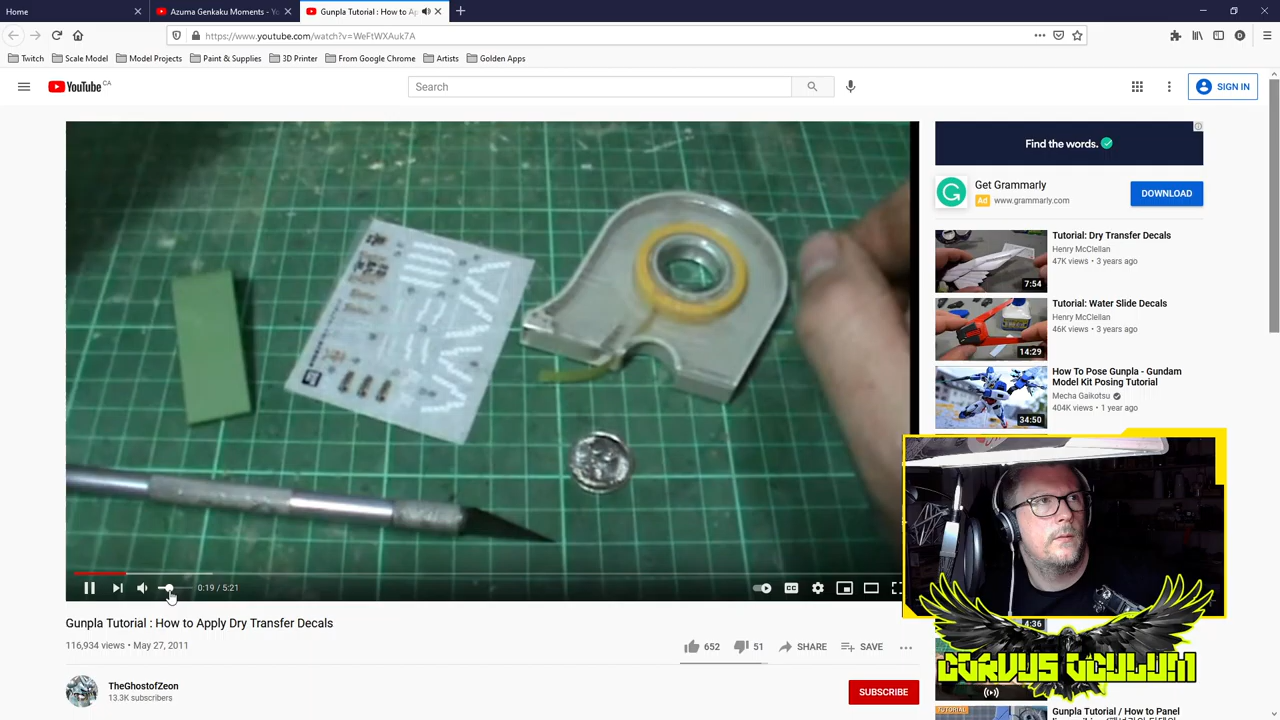 Home
Azuma Genkaku Moments - Yo
Gunpla Tutorial : How to Ap
https://www.youtube.com/watch?v=WeFtWXAuk7A
Twitch
Scale Model
Model Projects
Paint & Supplies
3D Printer
From Google Chrome
Artists
Golden Apps
YouTube CA
Search
SIGN IN
Find the words.
Get Grammarly
Ad www.grammarly.com
DOWNLOAD
Tutorial: Dry Transfer Decals
Henry McClellan
47K views • 3 years ago
7:54
Tutorial: Water Slide Decals
Henry McClellan
46K views • 3 years ago
14:29
How To Pose Gunpla - Gundam
Model Kit Posing Tutorial
Mecha Gaikotsu
404K views • 1 year ago
34:50
0:19 / 5:21
CC
Gunpla Tutorial : How to Apply Dry Transfer Decals
116,934 views • May 27, 2011
652
51
SHARE
SAVE
TheGhostofZeon
13.3K subscribers
SUBSCRIBE
4:36
CORVUS OCULUM
TUTORIAL
Gunpla Tutorial / How to Panel